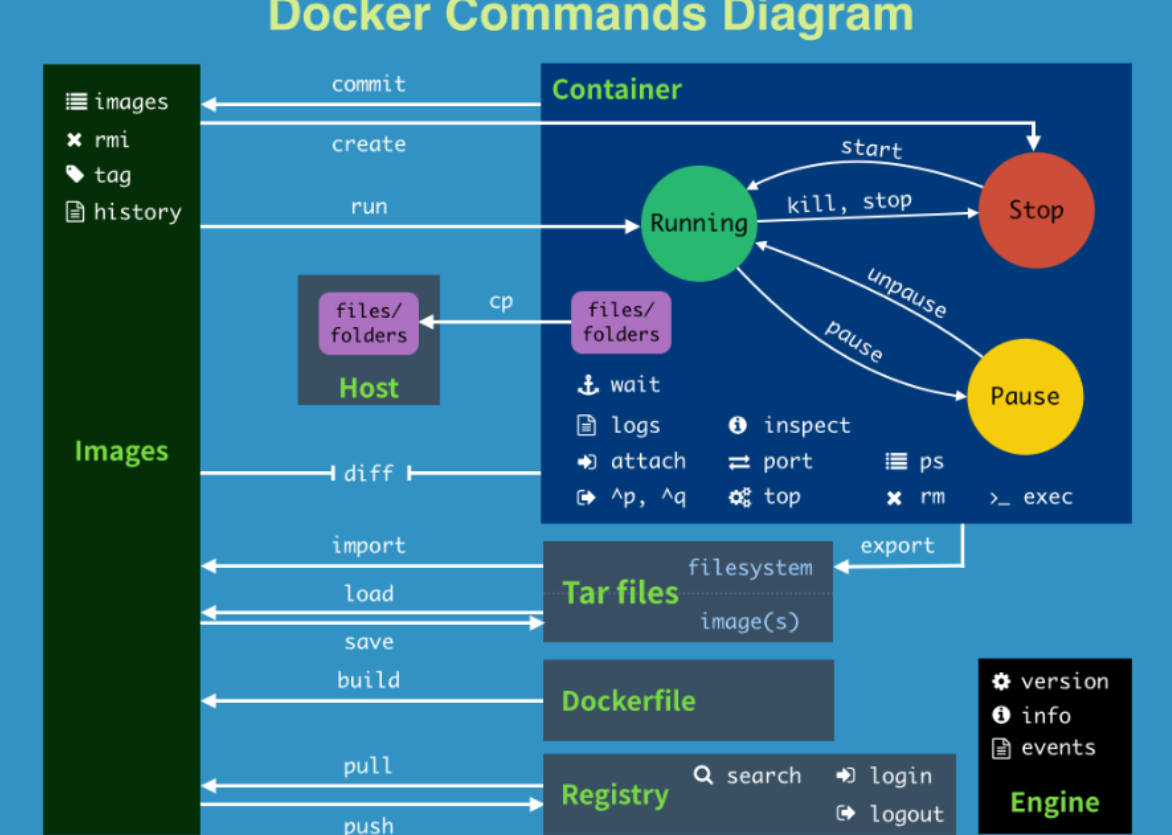 Docker Commands Diagram
images
rmi
tag
history
Images
commit
create
run
Container
start
Running
kill, stop
Stop
unpause
pause
Pause
files/
folders
Host
cp
files/
folders
wait
logs
inspect
attach
port
ps
^p, ^q
top
rm
>_ exec
diff
import
export
filesystem
Tar files
image(s)
load
save
build
Dockerfile
pull
push
Registry
search
login
logout
version
info
events
Engine